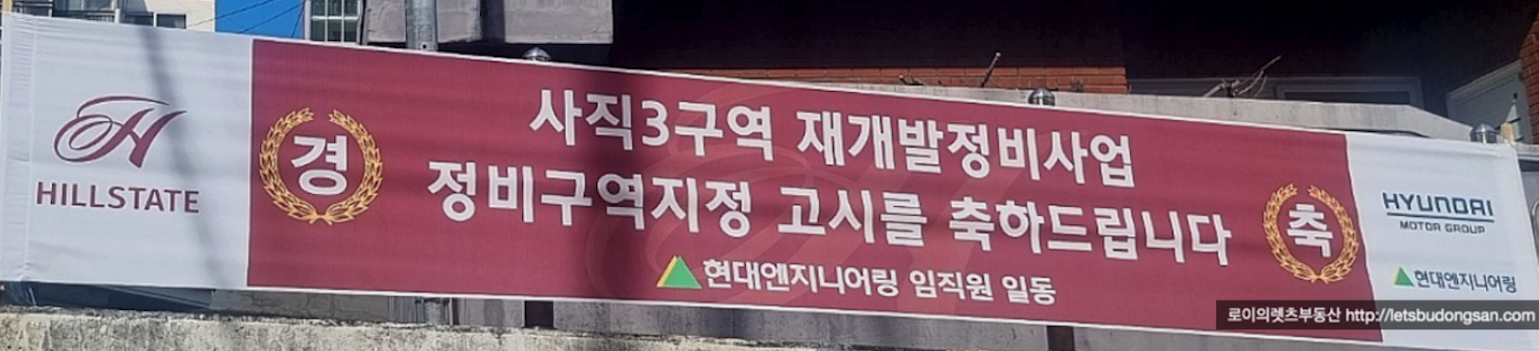 HILLSTATE
경
사직3구역 재개발정비사업
정비구역지정 고시를 축하드립니다
현대엔지니어링 임직원 일동
축
HYUNDAI
MOTOR GROUP
현대엔지니어링
로이의렛츠부동산 http://letsbudongsan.com